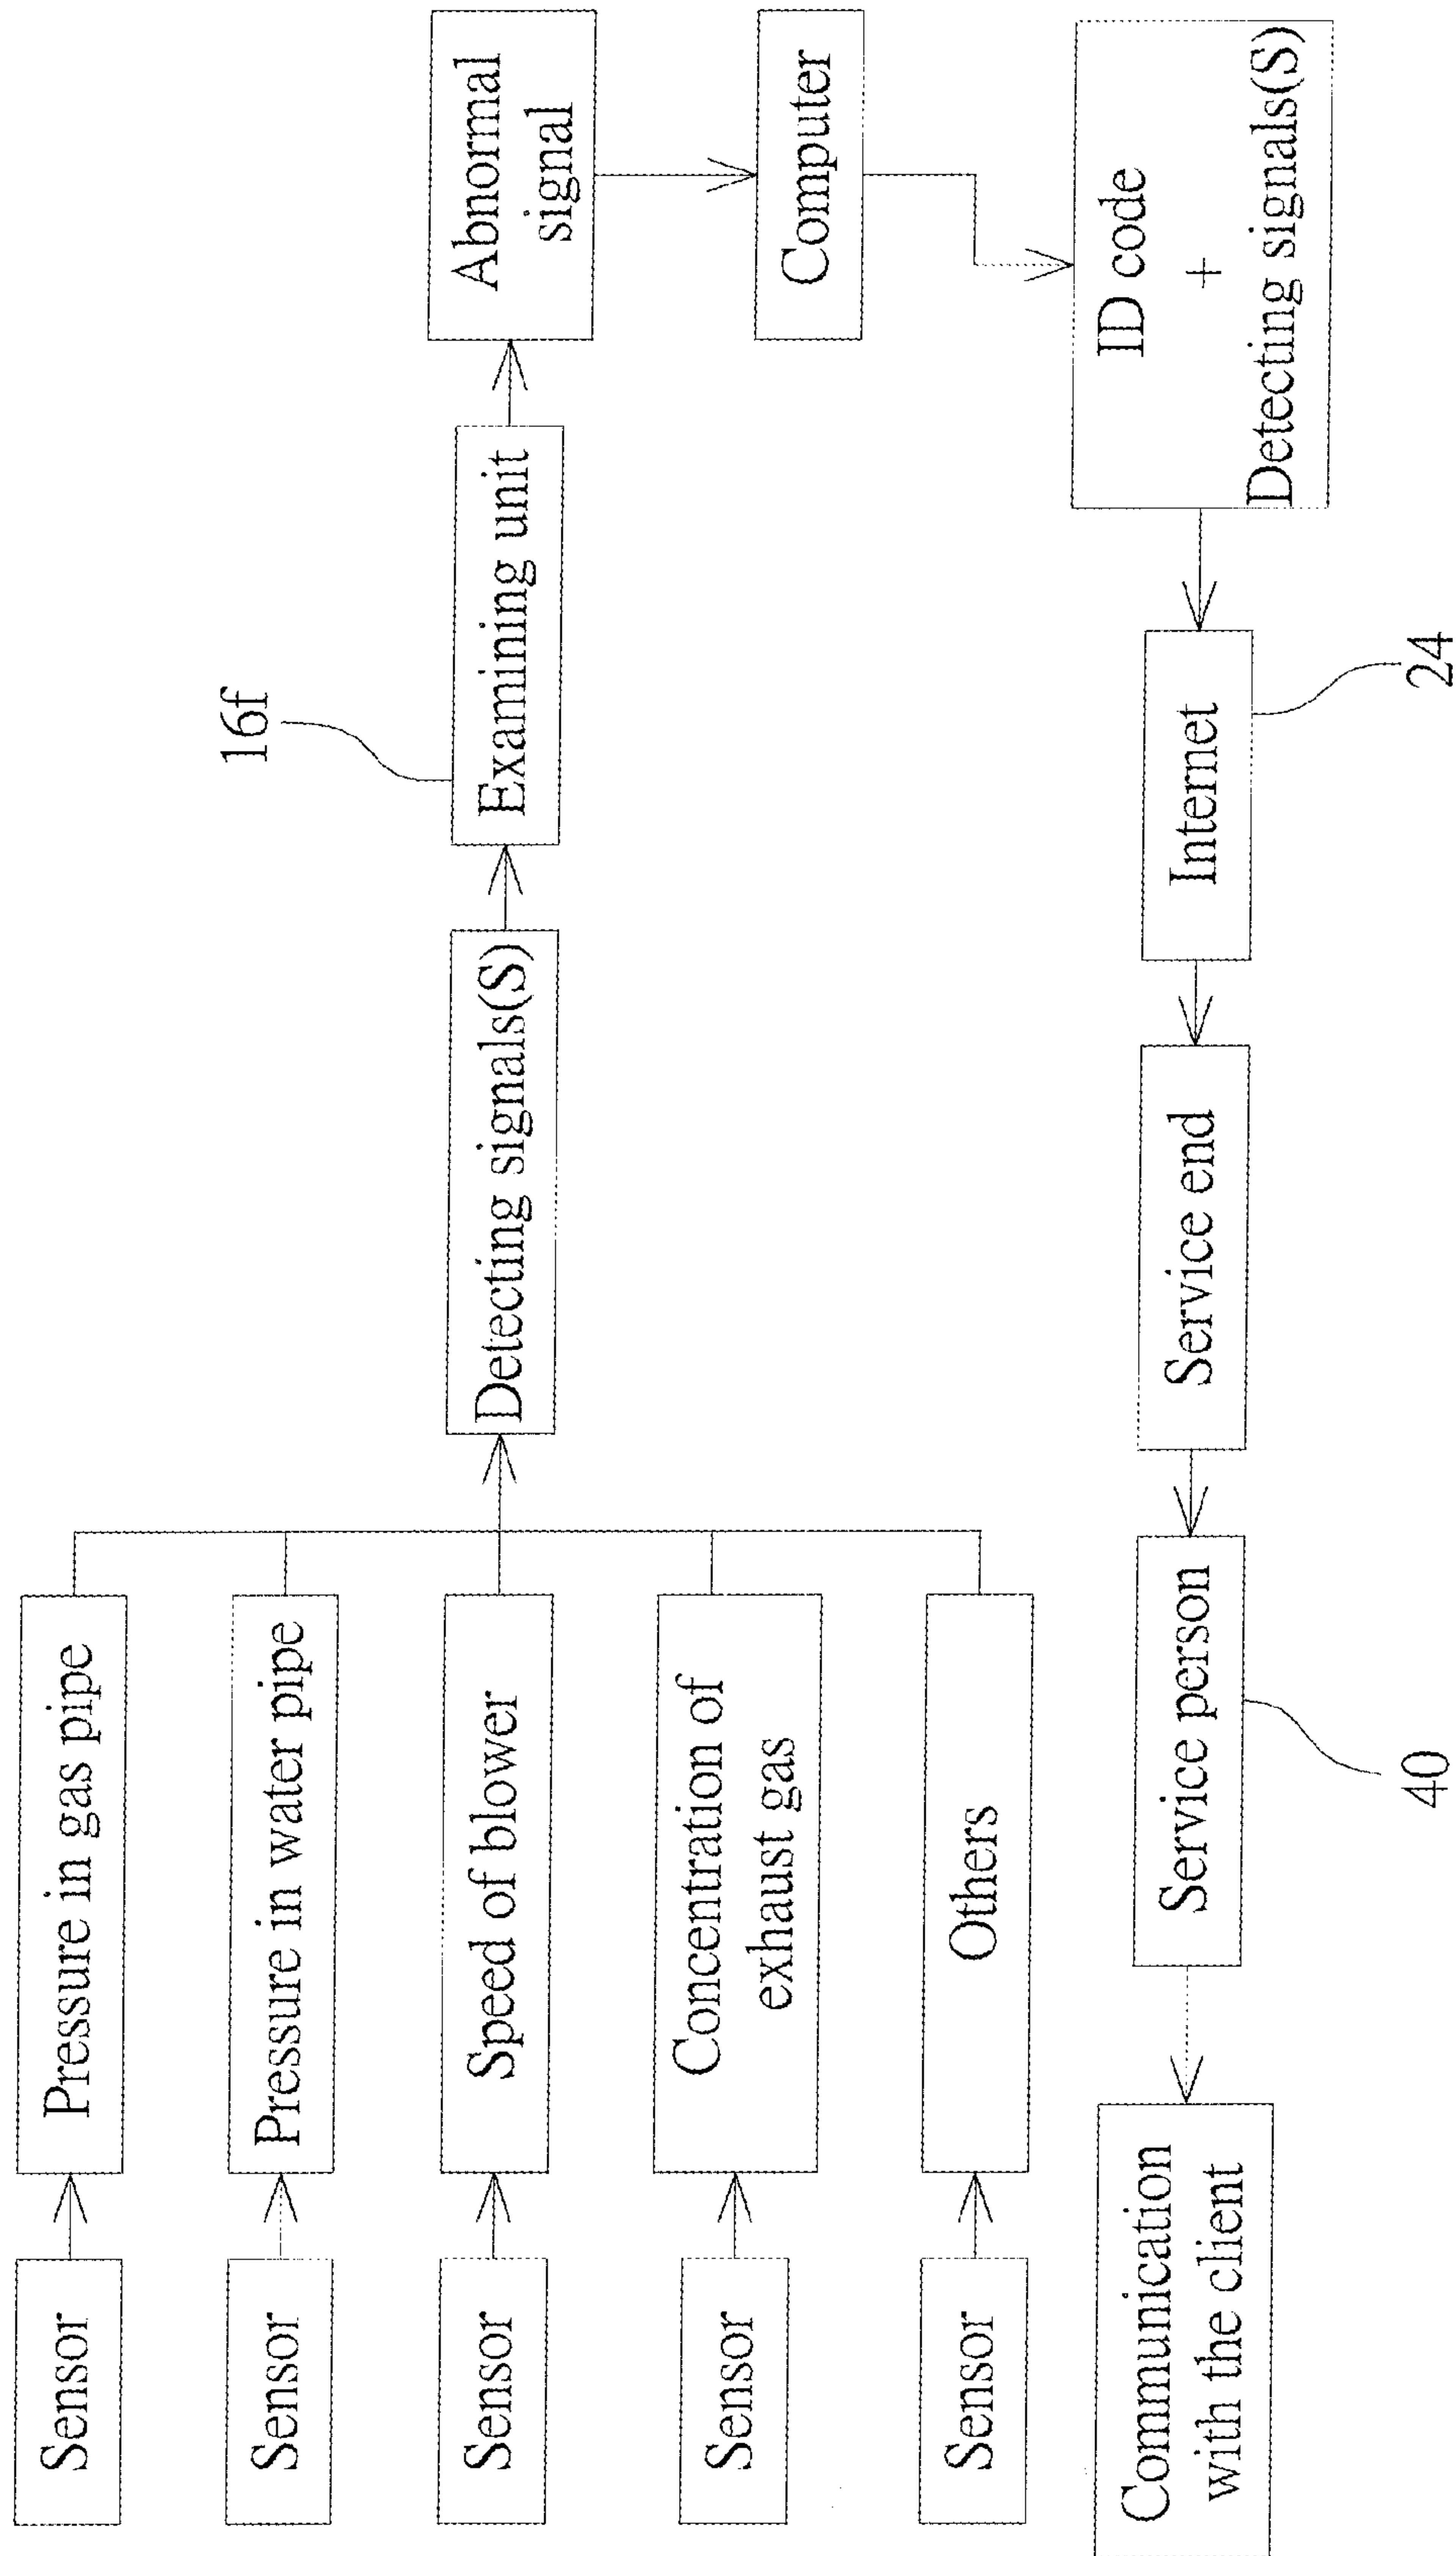 Sensor
Pressure in gas pipe
Sensor
Pressure in water pipe
Sensor
Speed of blower
Sensor
Concentration of
exhaust gas
Sensor
Others
Detecting signals(S)
16f
Examining unit
Abnormal
signal
Computer
ID code
+
Detecting signals(S)
Internet
24
Service end
Service person
40
Communication
with the client